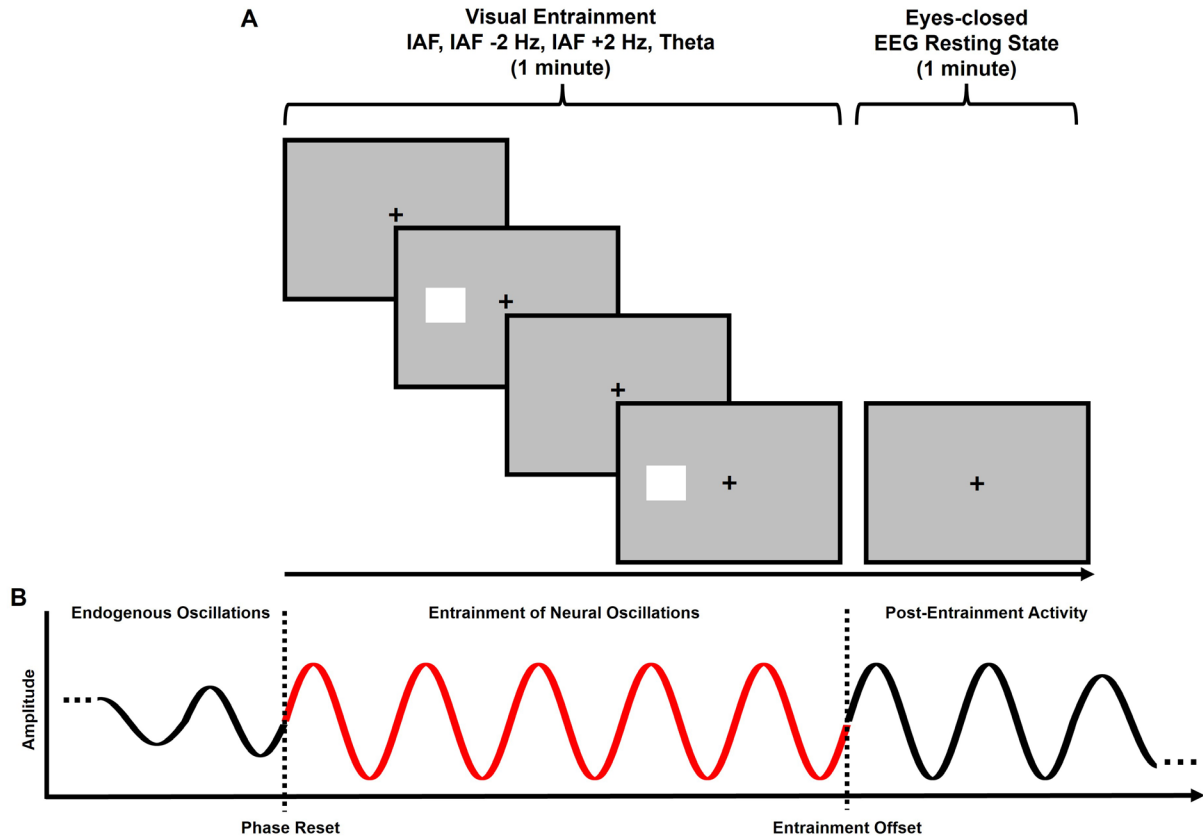 A
Visual Entrainment
IAF, IAF -2 Hz, IAF +2 Hz, Theta
(1 minute)
Eyes-closed
EEG Resting State
(1 minute)
B
Endogenous Oscillations
Entrainment of Neural Oscillations
Post-Entrainment Activity
Amplitude
Phase Reset
Entrainment Offset